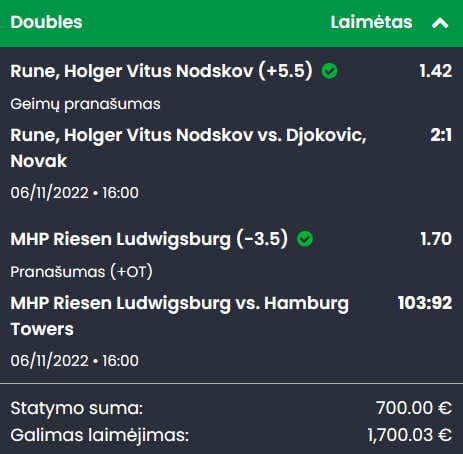 Doubles Laimėtas
Rune, Holger Vitus Nodskov (+5.5) 1.42
Geimų pranašumas
Rune, Holger Vitus Nodskov vs. Djokovic, 2:1
Novak
06/11/2022 • 16:00
MHP Riesen Ludwigsburg (-3.5) 1.70
Pranašumas (+OT)
MHP Riesen Ludwigsburg vs. Hamburg 103:92
Towers
06/11/2022 • 16:00
Statymo suma: 700.00 €
Galimas laimėjimas: 1,700.03 €